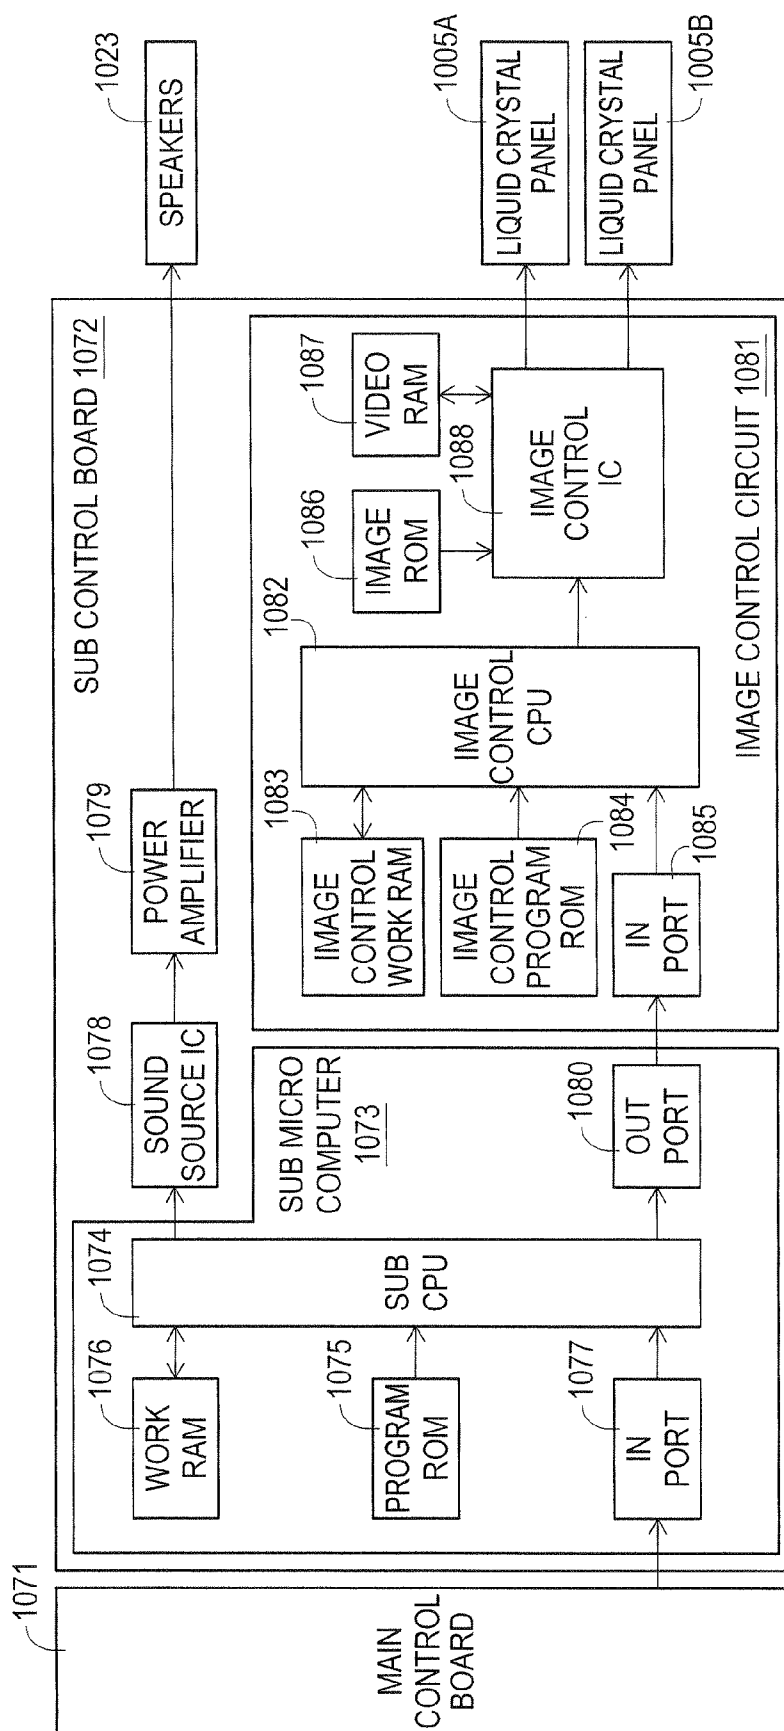 1071
MAIN
CONTROL
BOARD
SUB CONTROL BOARD 1072
SUB MICRO
COMPUTER
1073
1076
WORK
RAM
1075
PROGRAM
ROM
1077
IN
PORT
1074
SUB
CPU
1078
SOUND
SOURCE IC
1079
POWER
AMPLIFIER
1023
SPEAKERS
1080
OUT
PORT
IMAGE CONTROL CIRCUIT 1081
1083
IMAGE
CONTROL
WORK RAM
IMAGE
CONTROL
PROGRAM
ROM
1084
IN
PORT
1085
1082
IMAGE
CONTROL
CPU
1086
IMAGE
ROM
1087
VIDEO
RAM
1088
IMAGE
CONTROL
IC
1005A
LIQUID CRYSTAL
PANEL
LIQUID CRYSTAL
PANEL
1005B